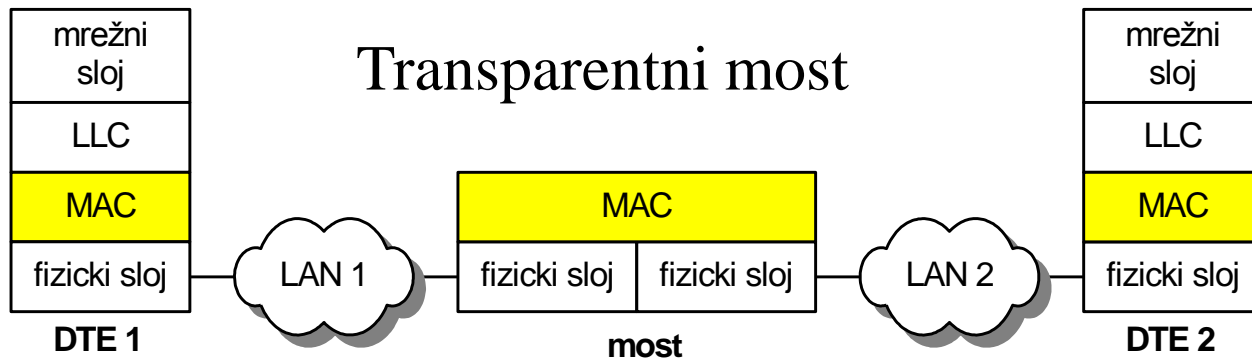 mrežni
sloj
LLC
MAC
fizicki sloj
DTE 1
Transparentni most
LAN 1
MAC
fizicki sloj
fizicki sloj
most
LAN 2
mrežni
sloj
LLC
MAC
fizicki sloj
DTE 2